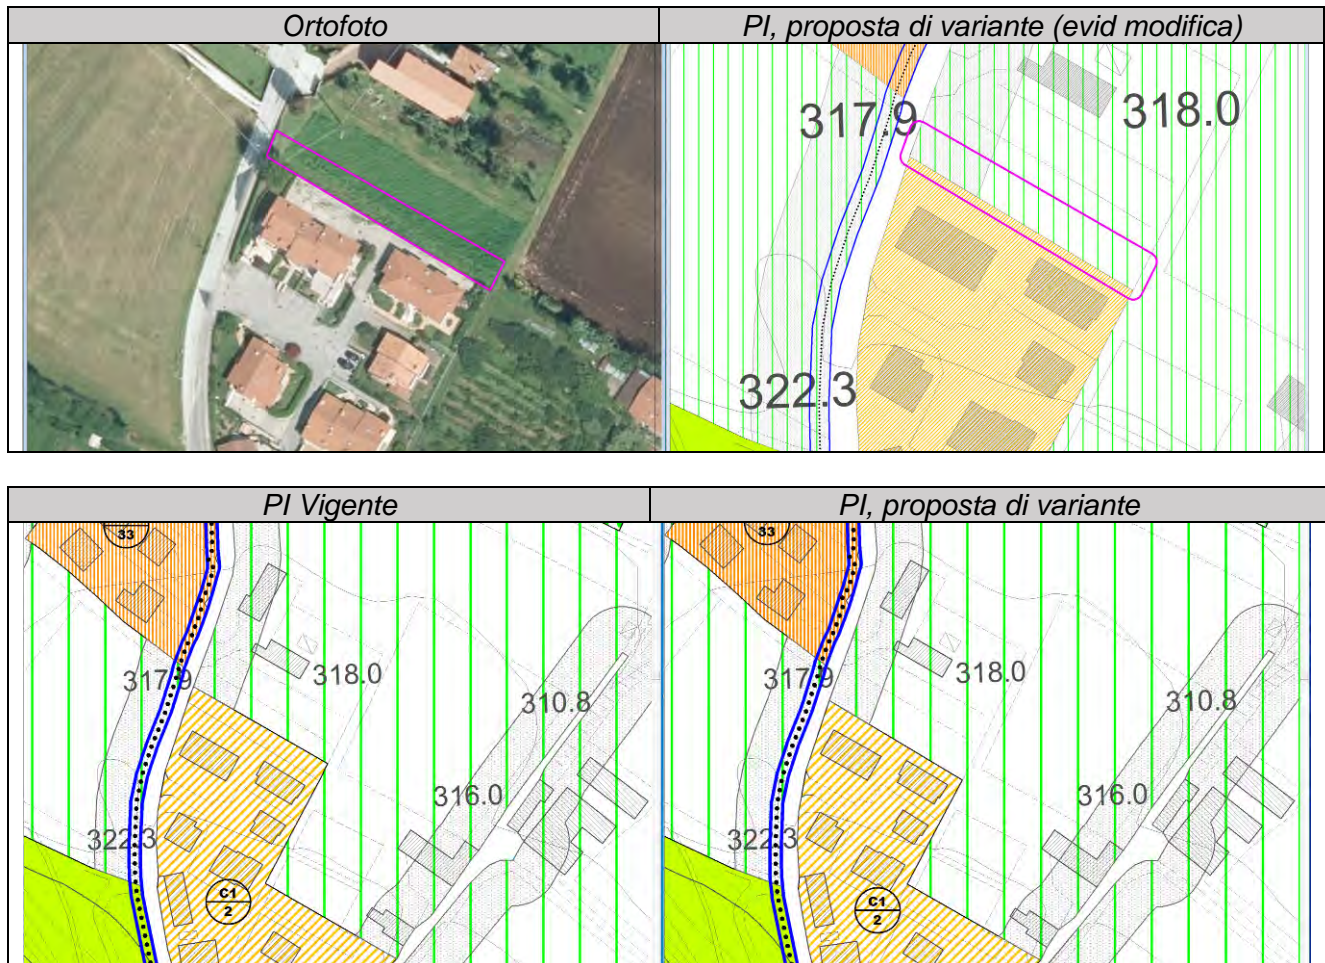 Ortofoto
PI, proposta di variante (evid modifica)
317.9
318.0
322.3
PI Vigente
PI, proposta di variante
33
317.9
318.0
310.8
316.0
322.3
C1
2
33
317.9
318.0
310.8
316.0
322.3
C1
2